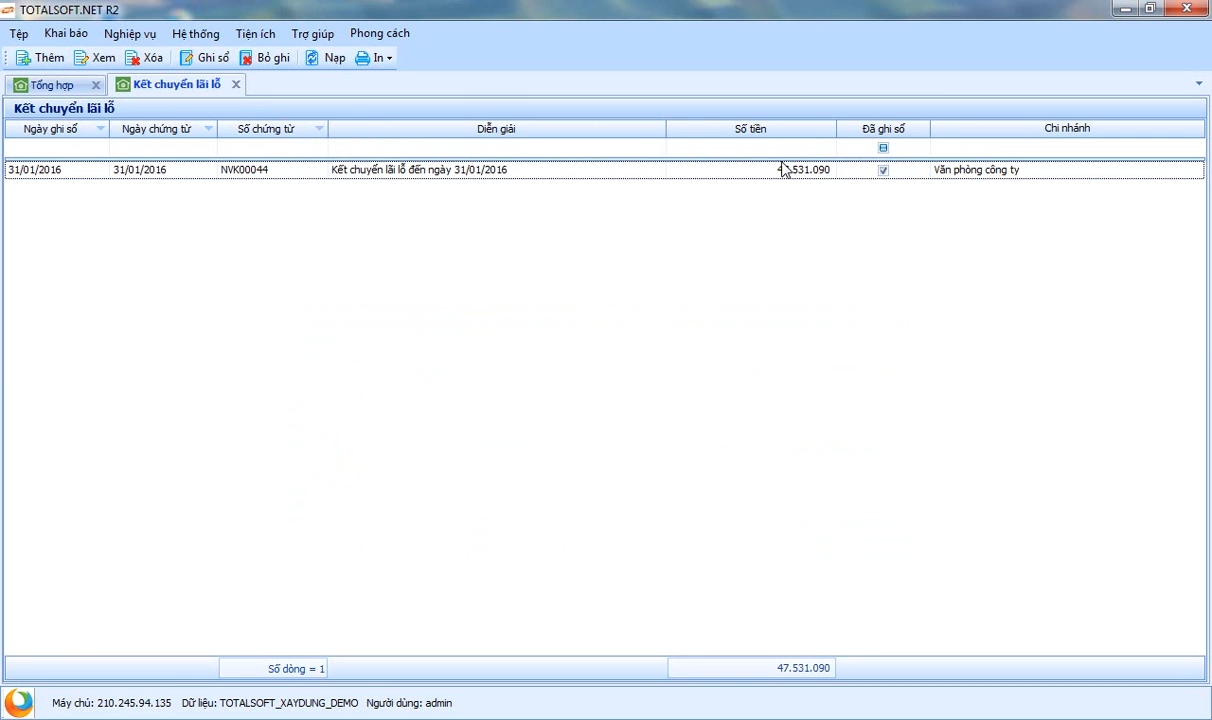 TOTALSOFT.NET R2
Tệp Khai báo Nghiệp vụ Hệ thống Tiện ích Trợ giúp Phong cách
Thêm Xem Xóa Ghi sổ Bỏ ghi Nạp In
Tổng hợp Kết chuyển lãi lỗ
Kết chuyển lãi lỗ
Ngày ghi sổ Ngày chứng từ Số chứng từ Diễn giải Số tiền Đã ghi sổ Chi nhánh
31/01/2016 31/01/2016 NVK00044 Kết chuyển lãi lỗ đến ngày 31/01/2016 47.531.090 Văn phòng công ty
Số dòng = 1 47.531.090
Máy chủ: 210.245.94.135 Dữ liệu: TOTALSOFT_XAYDUNG_DEMO Người dùng: admin